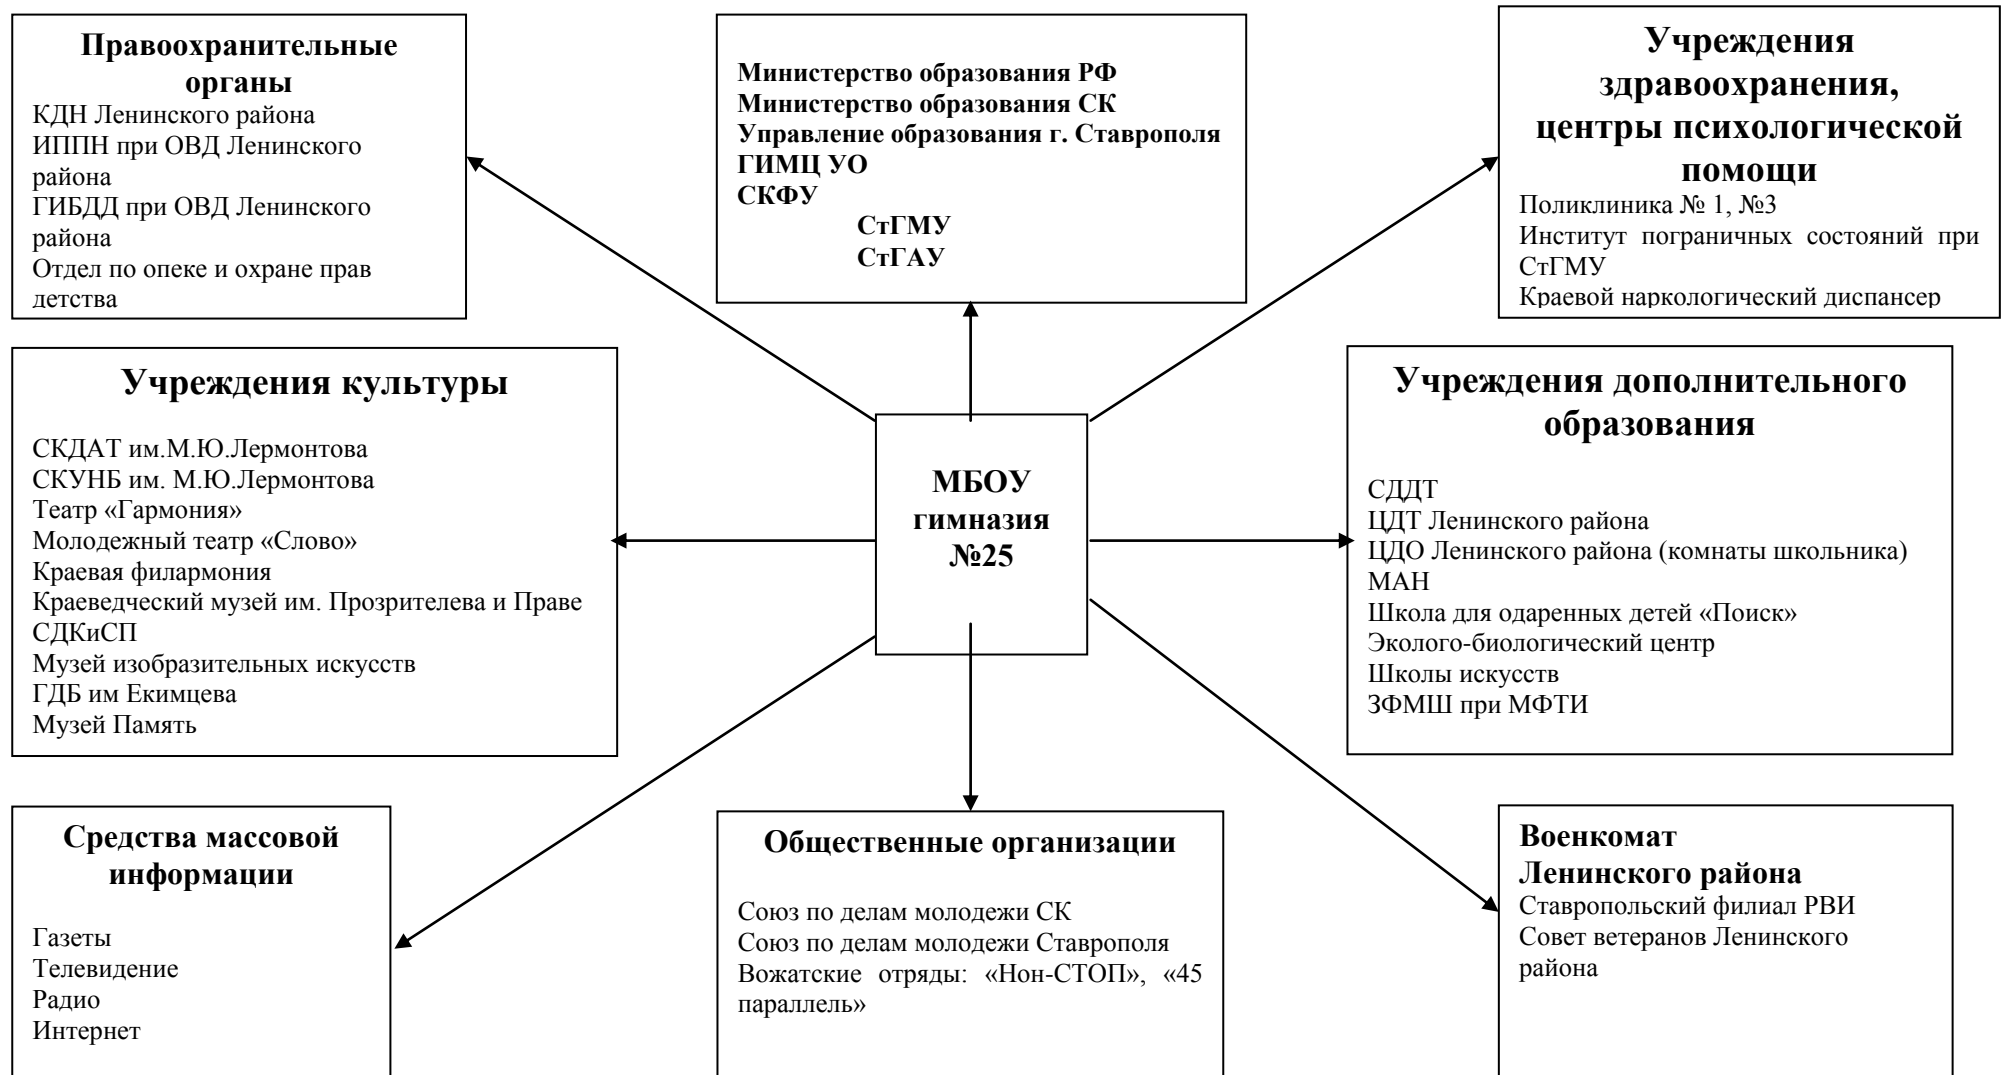 Правоохранительные
органы
КДН Ленинского района
ИППН при ОВД Ленинского
района
ГИБДД при ОВД Ленинского
района
Отдел по опеке и охране прав
детства
Министерство образования РФ
Министерство образования СК
Управление образования г. Ставрополя
ГИМЦ УО
СКФУ
СтГМУ
СтГАУ
Учреждения
здравоохранения,
центры психологической
помощи
Поликлиника № 1, №3
Институт пограничных состояний при
СтГМУ
Краевой наркологический диспансер
Учреждения культуры
СКДАТ им.М.Ю.Лермонтова
СКУНБ им. М.Ю.Лермонтова
Театр «Гармония»
Молодежный театр «Слово»
Краевая филармония
Краеведческий музей им. Прозрителева и Праве
СДКиСП
Музей изобразительных искусств
ГДБ им Екимцева
Музей Память
МБОУ
гимназия
№25
Учреждения дополнительного
образования
СДДТ
ЦДТ Ленинского района
ЦДО Ленинского района (комнаты школьника)
МАН
Школа для одаренных детей «Поиск»
Эколого-биологический центр
Школы искусств
ЗФМШ при МФТИ
Средства массовой
информации
Газеты
Телевидение
Радио
Интернет
Общественные организации
Союз по делам молодежи СК
Союз по делам молодежи Ставрополя
Вожатские отряды: «Нон-СТОП», «45
параллель»
Военкомат
Ленинского района
Ставропольский филиал РВИ
Совет ветеранов Ленинского
района